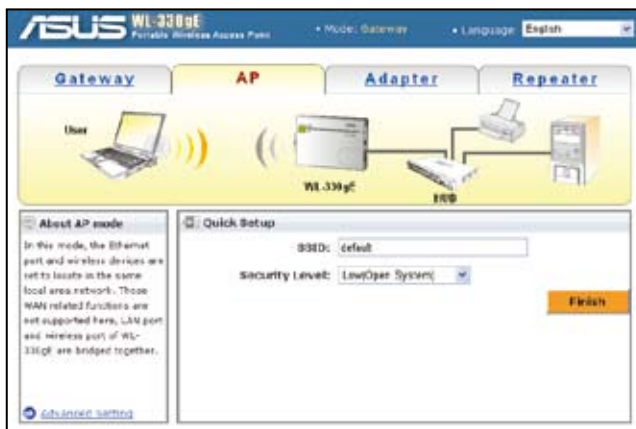 ASUS WL-330gE
Portable Wireless Access Point
• Mode: Gateway
• Language: English
Gateway
AP
Adapter
Repeater
User
WL-330gE
HUB
About AP mode
In this mode, the Ethernet
port and wireless devices are
set to locate in the same
local area network. Those
WAN related functions are
not supported here, LAN port
and wireless port of WL-
330gE are bridged together.
Advanced Setting
Quick Setup
SSID: default
Security Level: Low(Open System)
Finish